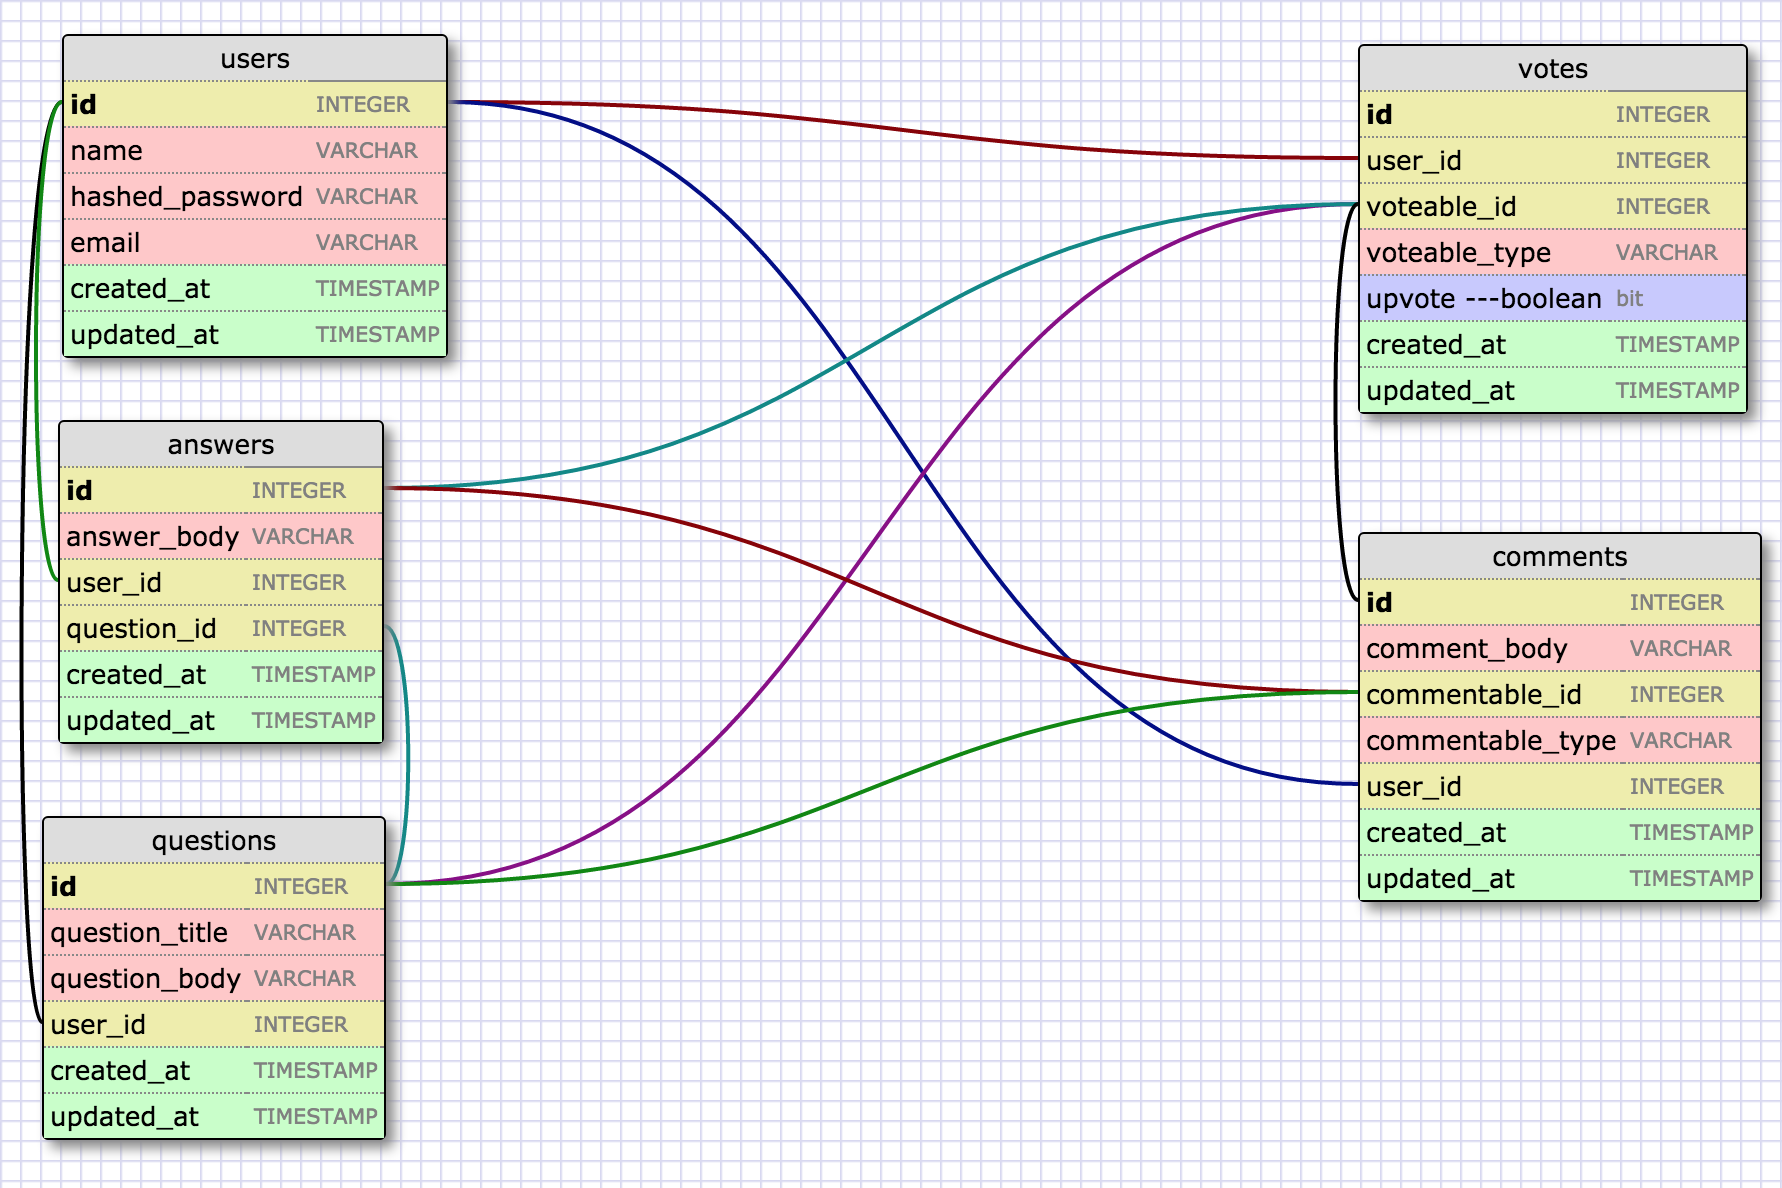 users
id INTEGER
name VARCHAR
hashed_password VARCHAR
email VARCHAR
created_at TIMESTAMP
updated_at TIMESTAMP
answers
id INTEGER
answer_body VARCHAR
user_id INTEGER
question_id INTEGER
created_at TIMESTAMP
updated_at TIMESTAMP
questions
id INTEGER
question_title VARCHAR
question_body VARCHAR
user_id INTEGER
created_at TIMESTAMP
updated_at TIMESTAMP
votes
id INTEGER
user_id INTEGER
voteable_id INTEGER
voteable_type VARCHAR
upvote ---boolean bit
created_at TIMESTAMP
updated_at TIMESTAMP
comments
id INTEGER
comment_body VARCHAR
commentable_id INTEGER
commentable_type VARCHAR
user_id INTEGER
created_at TIMESTAMP
updated_at TIMESTAMP